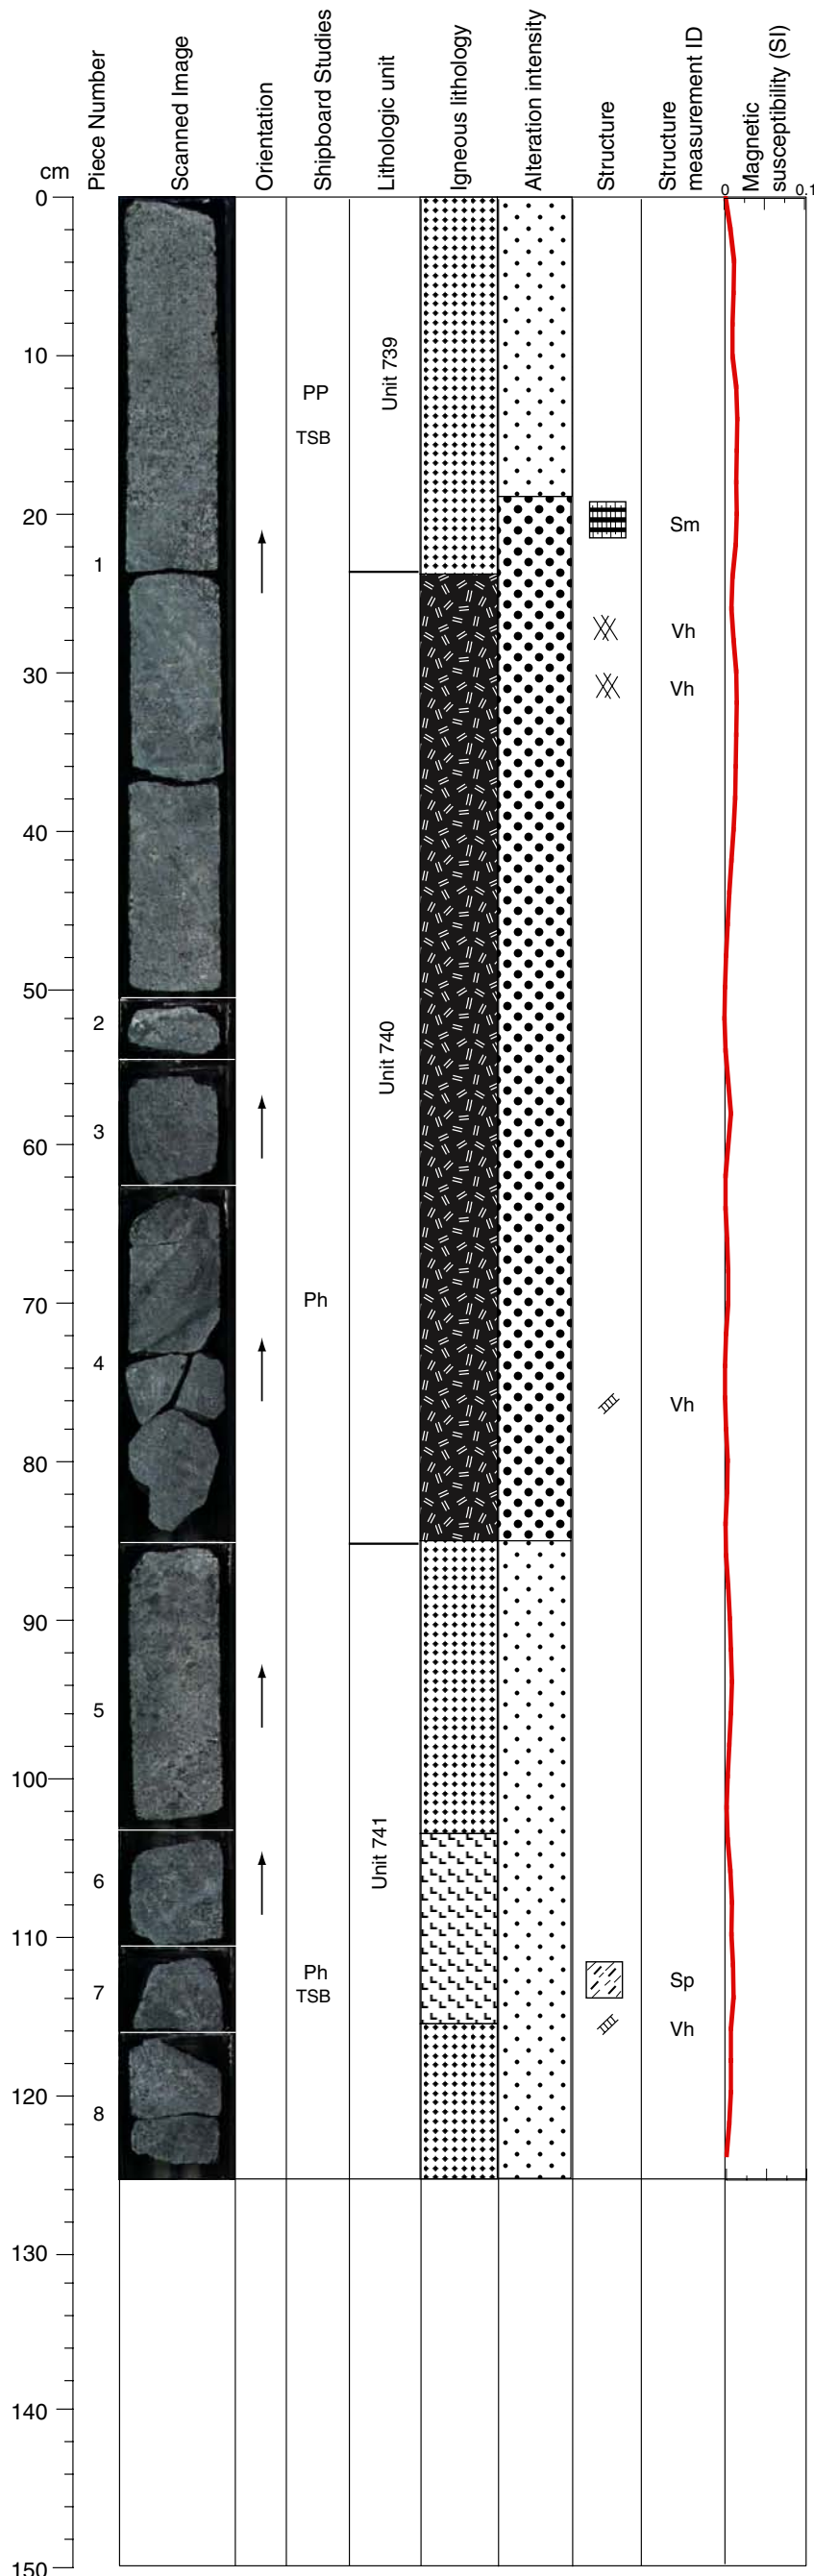 cm
Piece Number
Scanned Image
Orientation
Shipboard Studies
Lithologic unit
Igneous lithology
Alteration intensity
Structure
Structure
measurement ID
Magnetic
susceptibility (SI)
0 0.1
0
10
20
30
40
50
60
70
80
90
100
110
120
130
140
150
1
2
3
4
5
6
7
8
PP
TSB
Ph
Ph
TSB
Unit 739
Unit 740
Unit 741
Sm
Vh
Vh
Vh
Sp
Vh